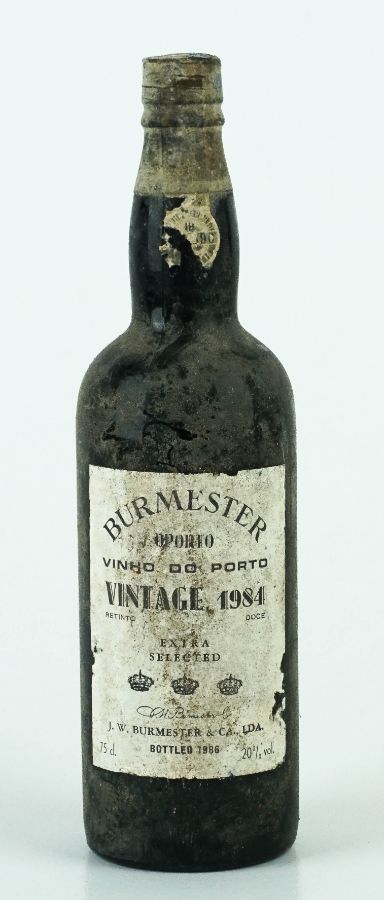 BURMESTER
OPORTO
VINHO DO PORTO
VINTAGE 1984
RETINTO DOCE
EXTRA
SELECTED
J. W. BURMESTER & CA., LDA.
75 cl. BOTTLED 1986 20% vol.